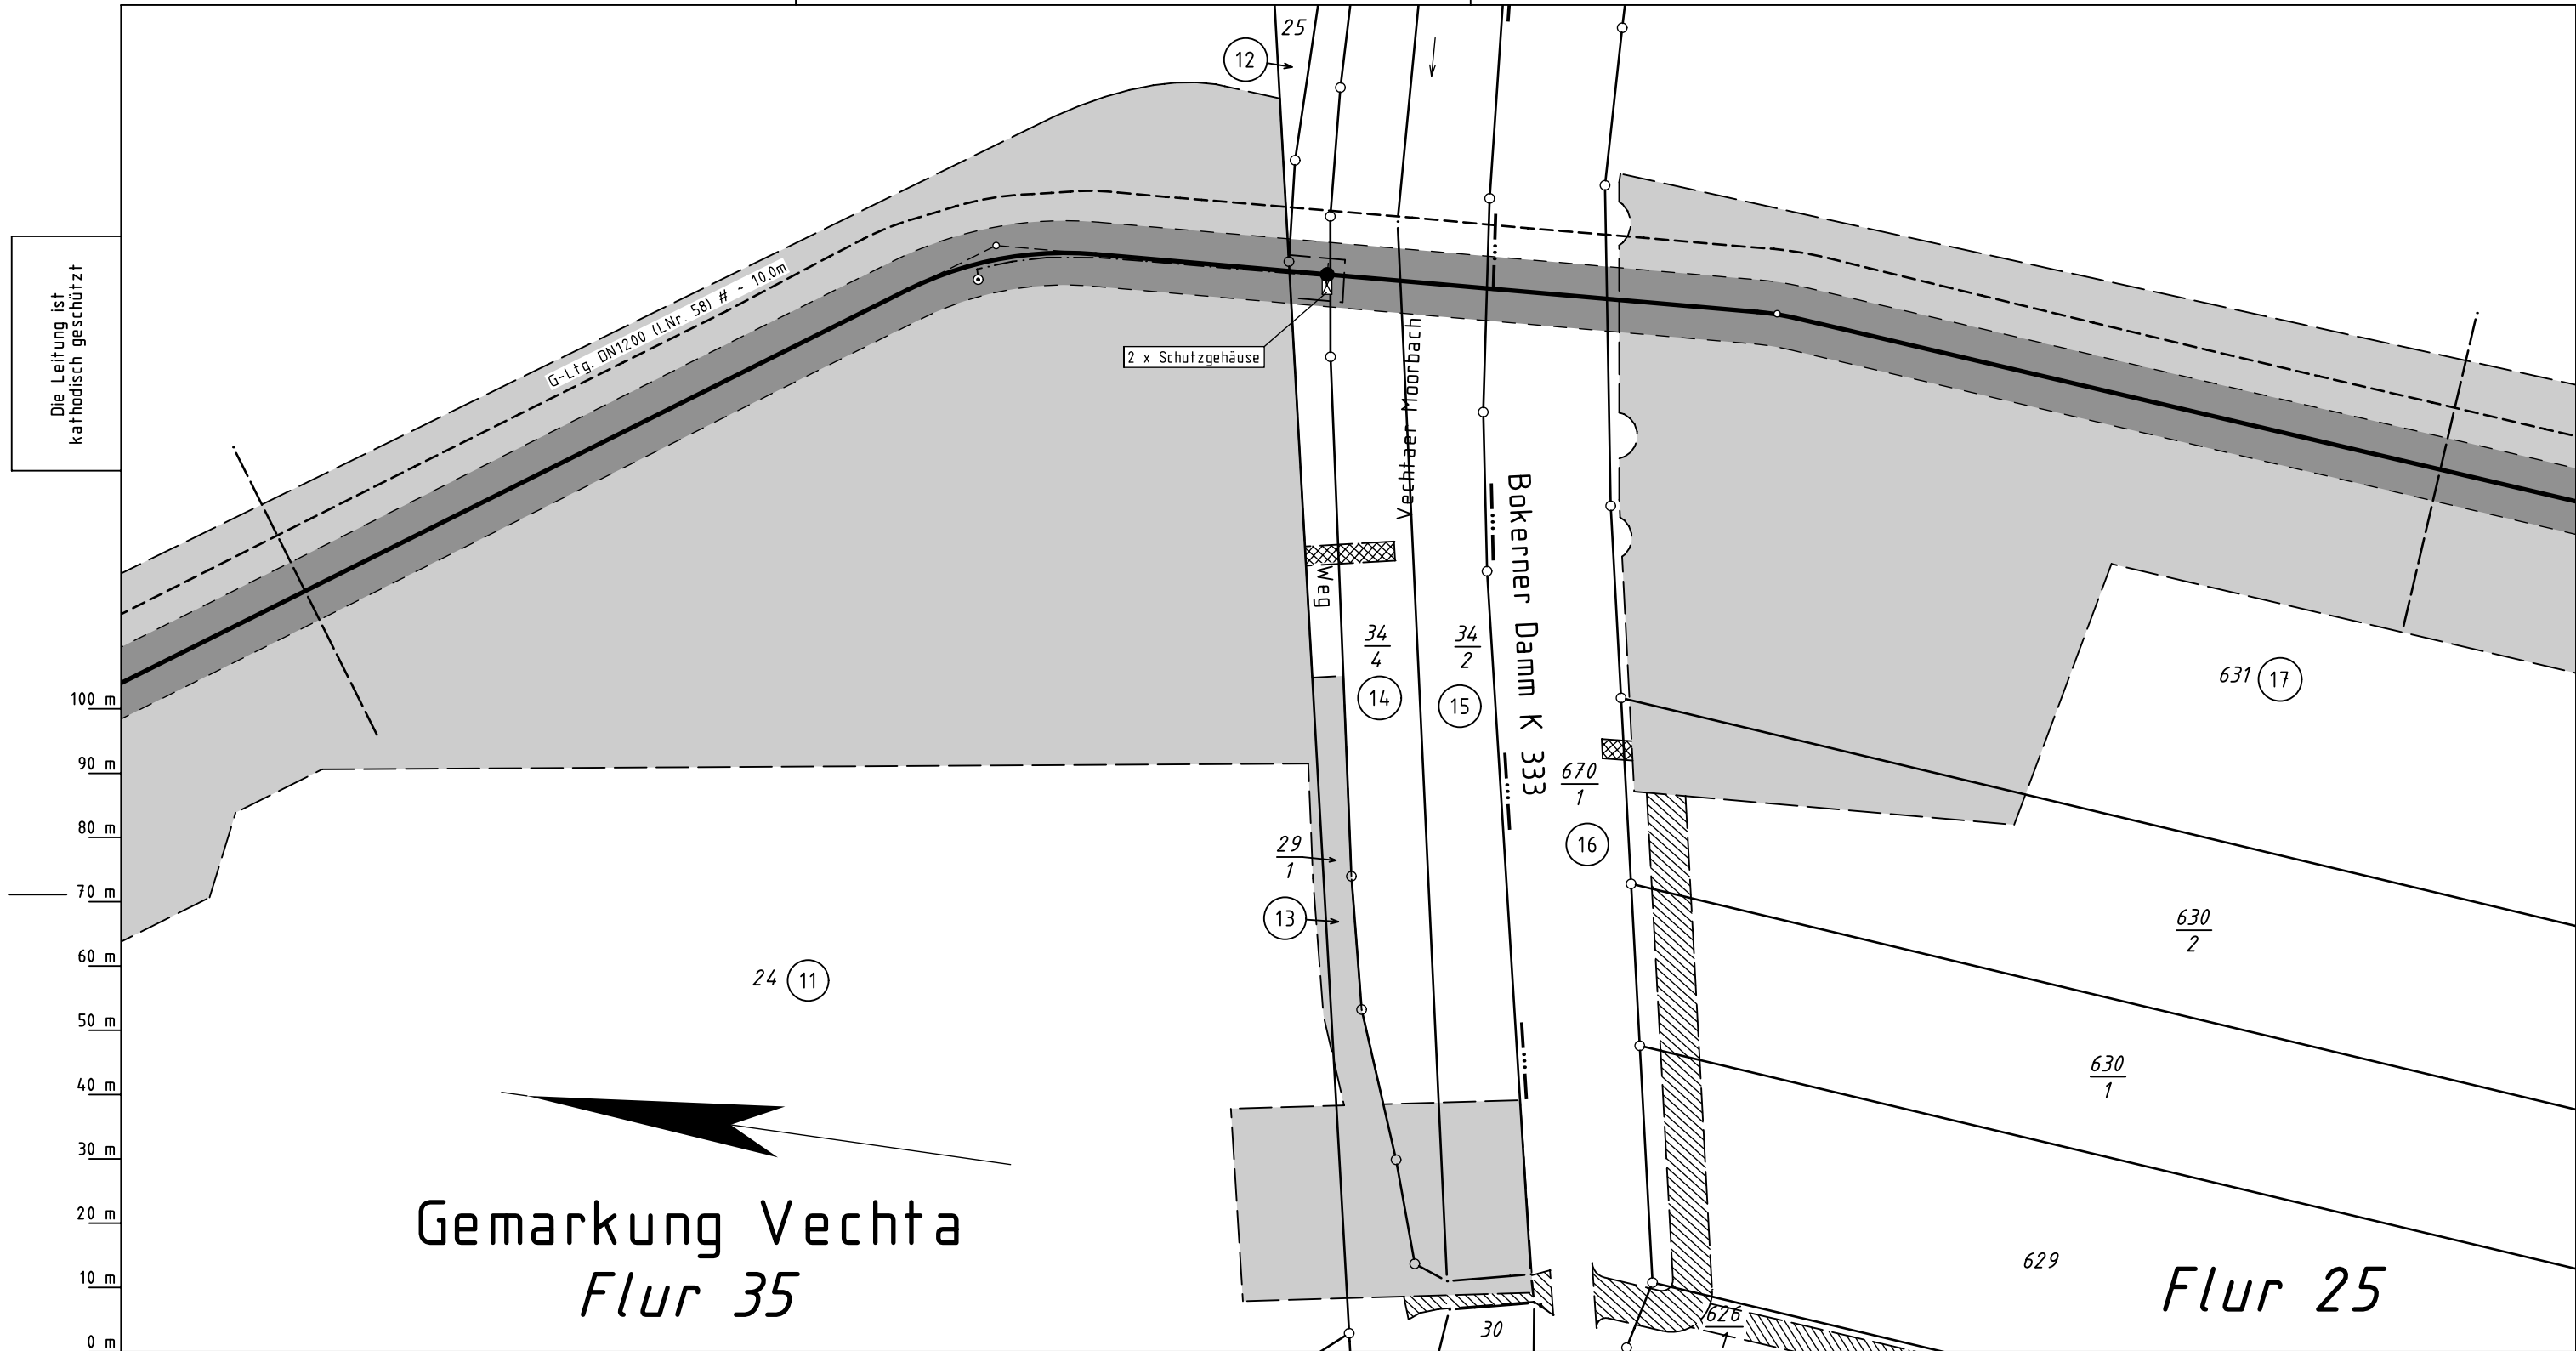 25
12
Die Leitung ist
kathodisch geschützt
G-Ltg. DN1200 (LNr. 58) # ~ 10.0m
2 x Schutzgehäuse
Vechtaer Moorbach
Bokerner Damm K 333
Weg
34
4
14
34
2
15
670
1
16
631 17
29
1
13
24 11
630
2
630
1
629
626
1
30
100 m
90 m
80 m
70 m
60 m
50 m
40 m
30 m
20 m
10 m
0 m
Gemarkung Vechta
Flur 35
Flur 25